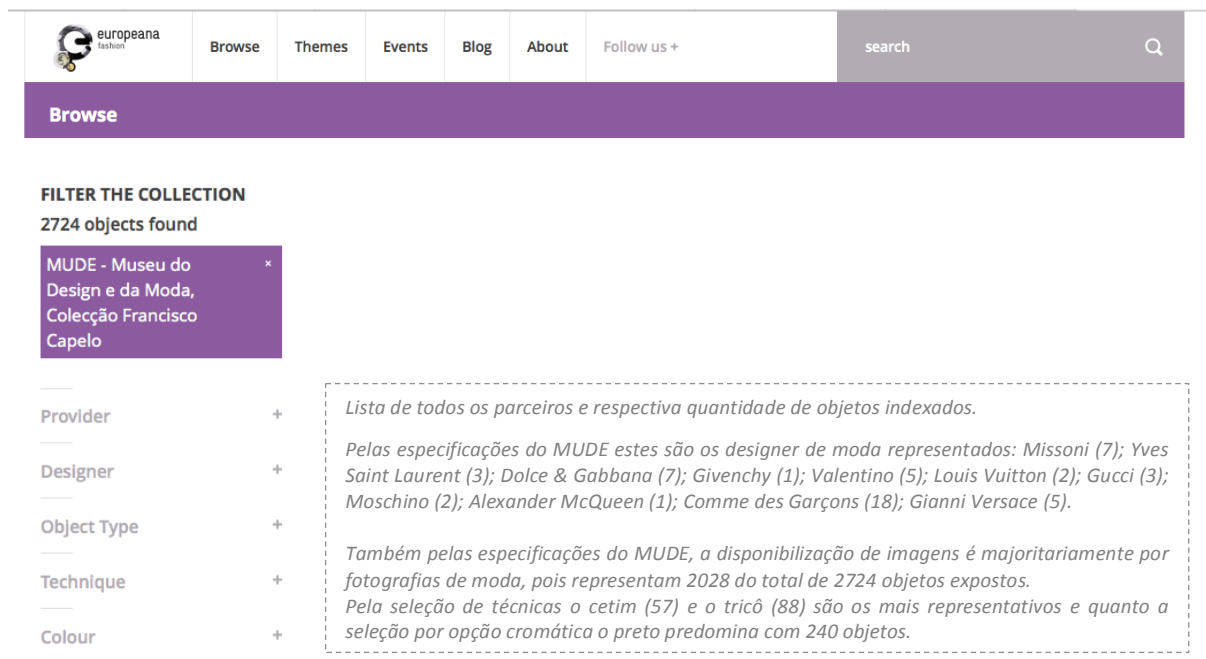 europeana
fashion
Browse
Themes
Events
Blog
About
Follow us +
search
Browse
FILTER THE COLLECTION
2724 objects found
MUDE - Museu do ×
Design e da Moda,
Colecção Francisco
Capelo
Provider +
Designer +
Object Type +
Technique +
Colour +
Lista de todos os parceiros e respectiva quantidade de objetos indexados.
Pelas especificações do MUDE estes são os designer de moda representados: Missoni (7); Yves
Saint Laurent (3); Dolce & Gabbana (7); Givenchy (1); Valentino (5); Louis Vuitton (2); Gucci (3);
Moschino (2); Alexander McQueen (1); Comme des Garçons (18); Gianni Versace (5).
Também pelas especificações do MUDE, a disponibilização de imagens é majoritariamente por
fotografias de moda, pois representam 2028 do total de 2724 objetos expostos.
Pela seleção de técnicas o cetim (57) e o tricô (88) são os mais representativos e quanto a
seleção por opção cromática o preto predomina com 240 objetos.